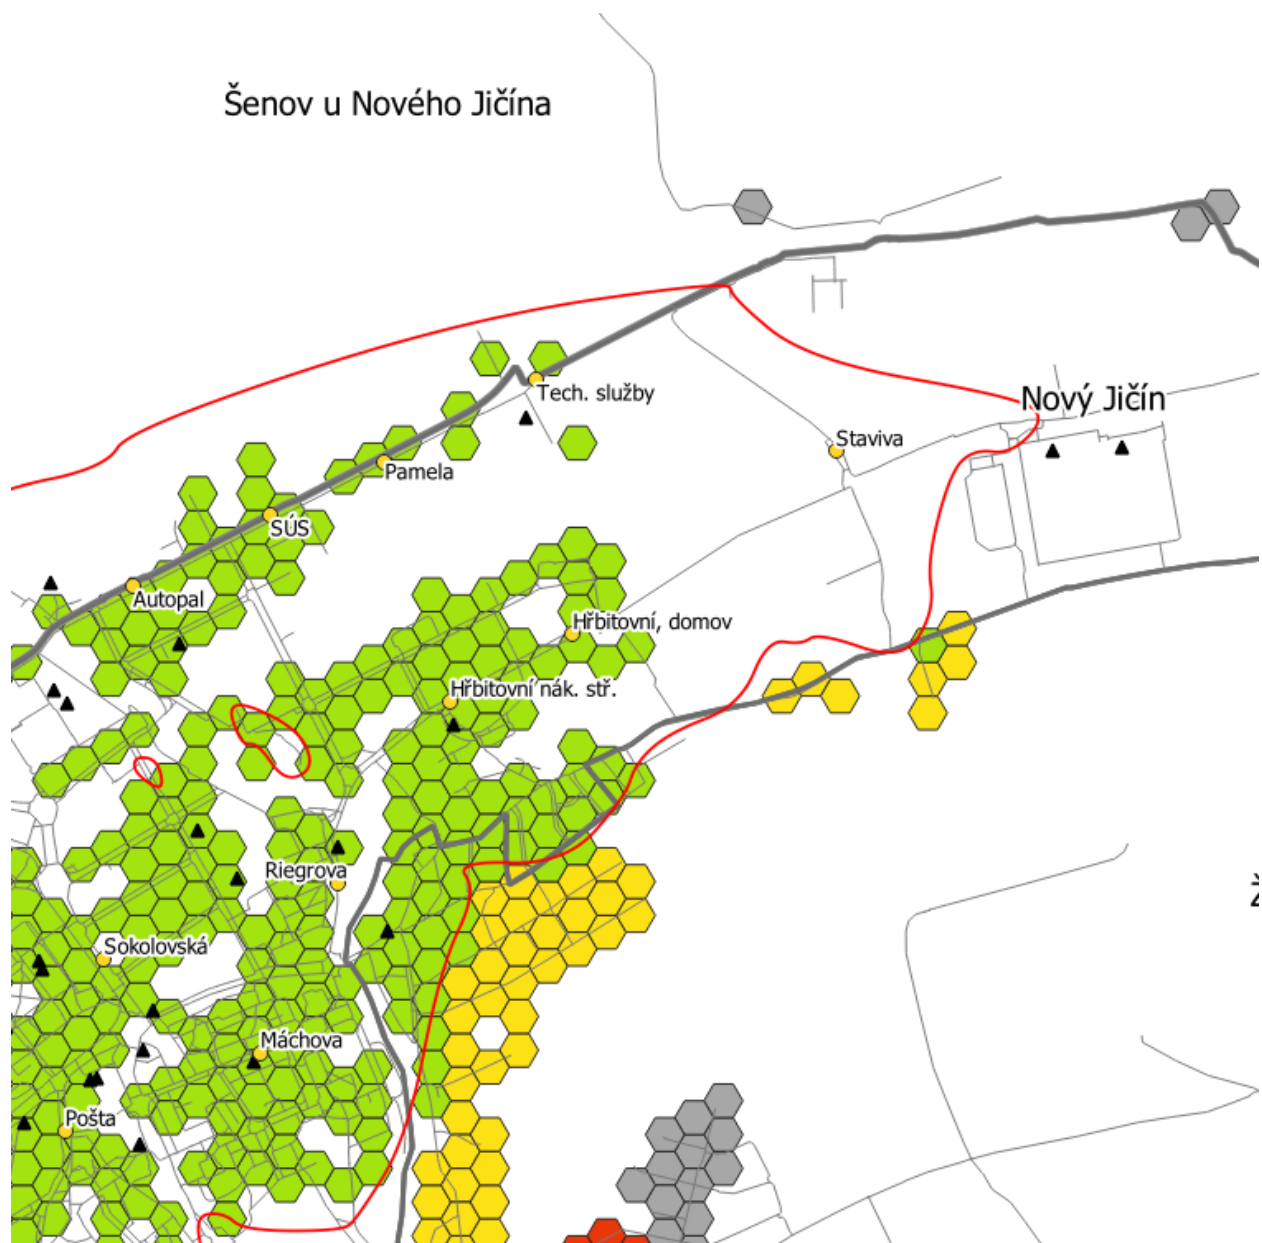 Šenov u Nového Jičína
Tech. služby
Nový Jičín
Staviva
Pamela
SÚS
Autopal
Hřbitovní, domov
Hřbitovní nák. stř.
Riegrova
Ž
Sokolovská
Máchova
Pošta